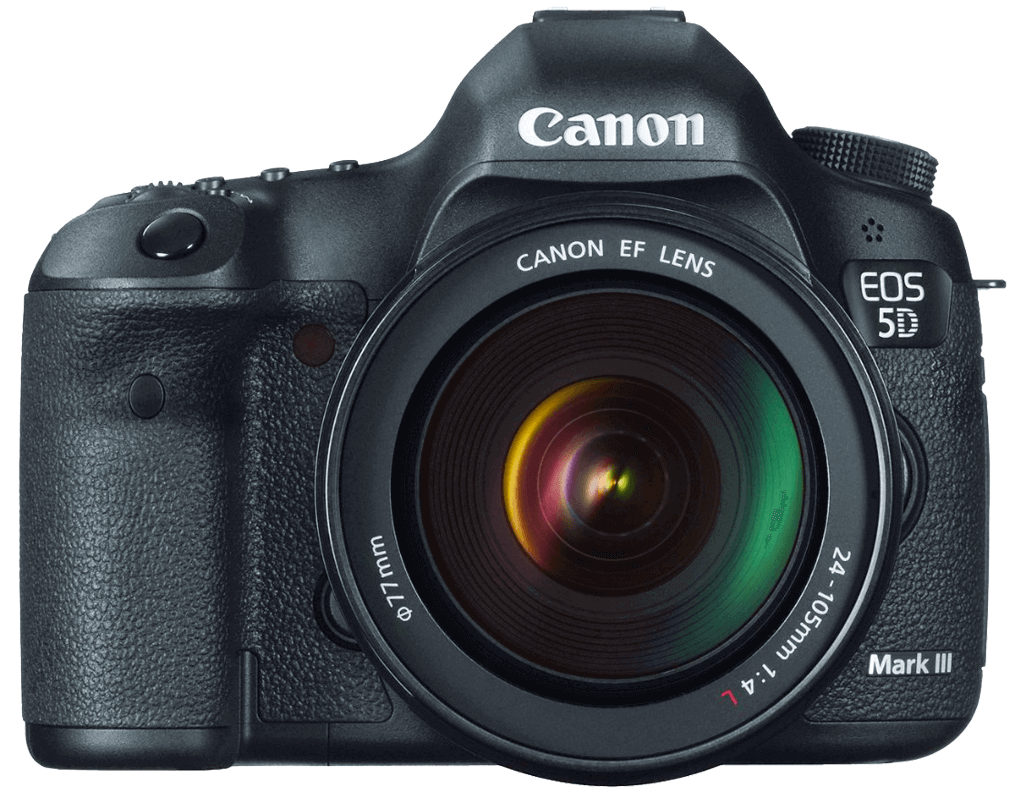 Canon
CANON EF LENS
EOS
5D
Φ77mm
24-105mm 1:4 L
Mark III